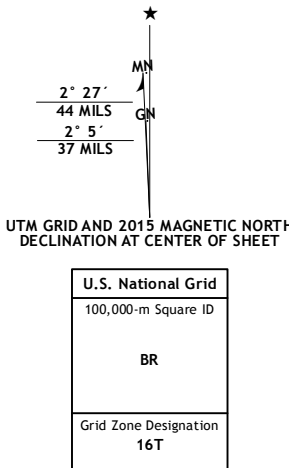 ★
MN
2° 27´
44 MILS
GN
2° 5´
37 MILS
UTM GRID AND 2015 MAGNETIC NORTH
DECLINATION AT CENTER OF SHEET
U.S. National Grid
100,000-m Square ID
BR
Grid Zone Designation
16T